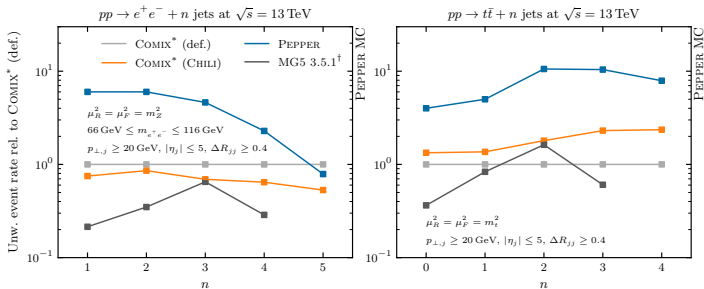 pp → e⁺e⁻ + n jets at √s = 13 TeV
Unw. event rate rel. to COMIX* (def.)
COMIX* (def.)
COMIX* (CHILI)
PEPPER
MG5 3.5.1†
μ²_R = μ²_F = m²_Z
66 GeV ≤ m_{e⁺e⁻} ≤ 116 GeV
p_{⊥,j} ≥ 20 GeV, |η_j| ≤ 5, ΔR_{jj} ≥ 0.4
10¹
10⁰
10⁻¹
1 2 3 4 5
n
PEPPER MC
pp → tt̄ + n jets at √s = 13 TeV
10¹
10⁰
10⁻¹
μ²_R = μ²_F = m²_t
p_{⊥,j} ≥ 20 GeV, |η_j| ≤ 5, ΔR_{jj} ≥ 0.4
0 1 2 3 4
n
PEPPER MC